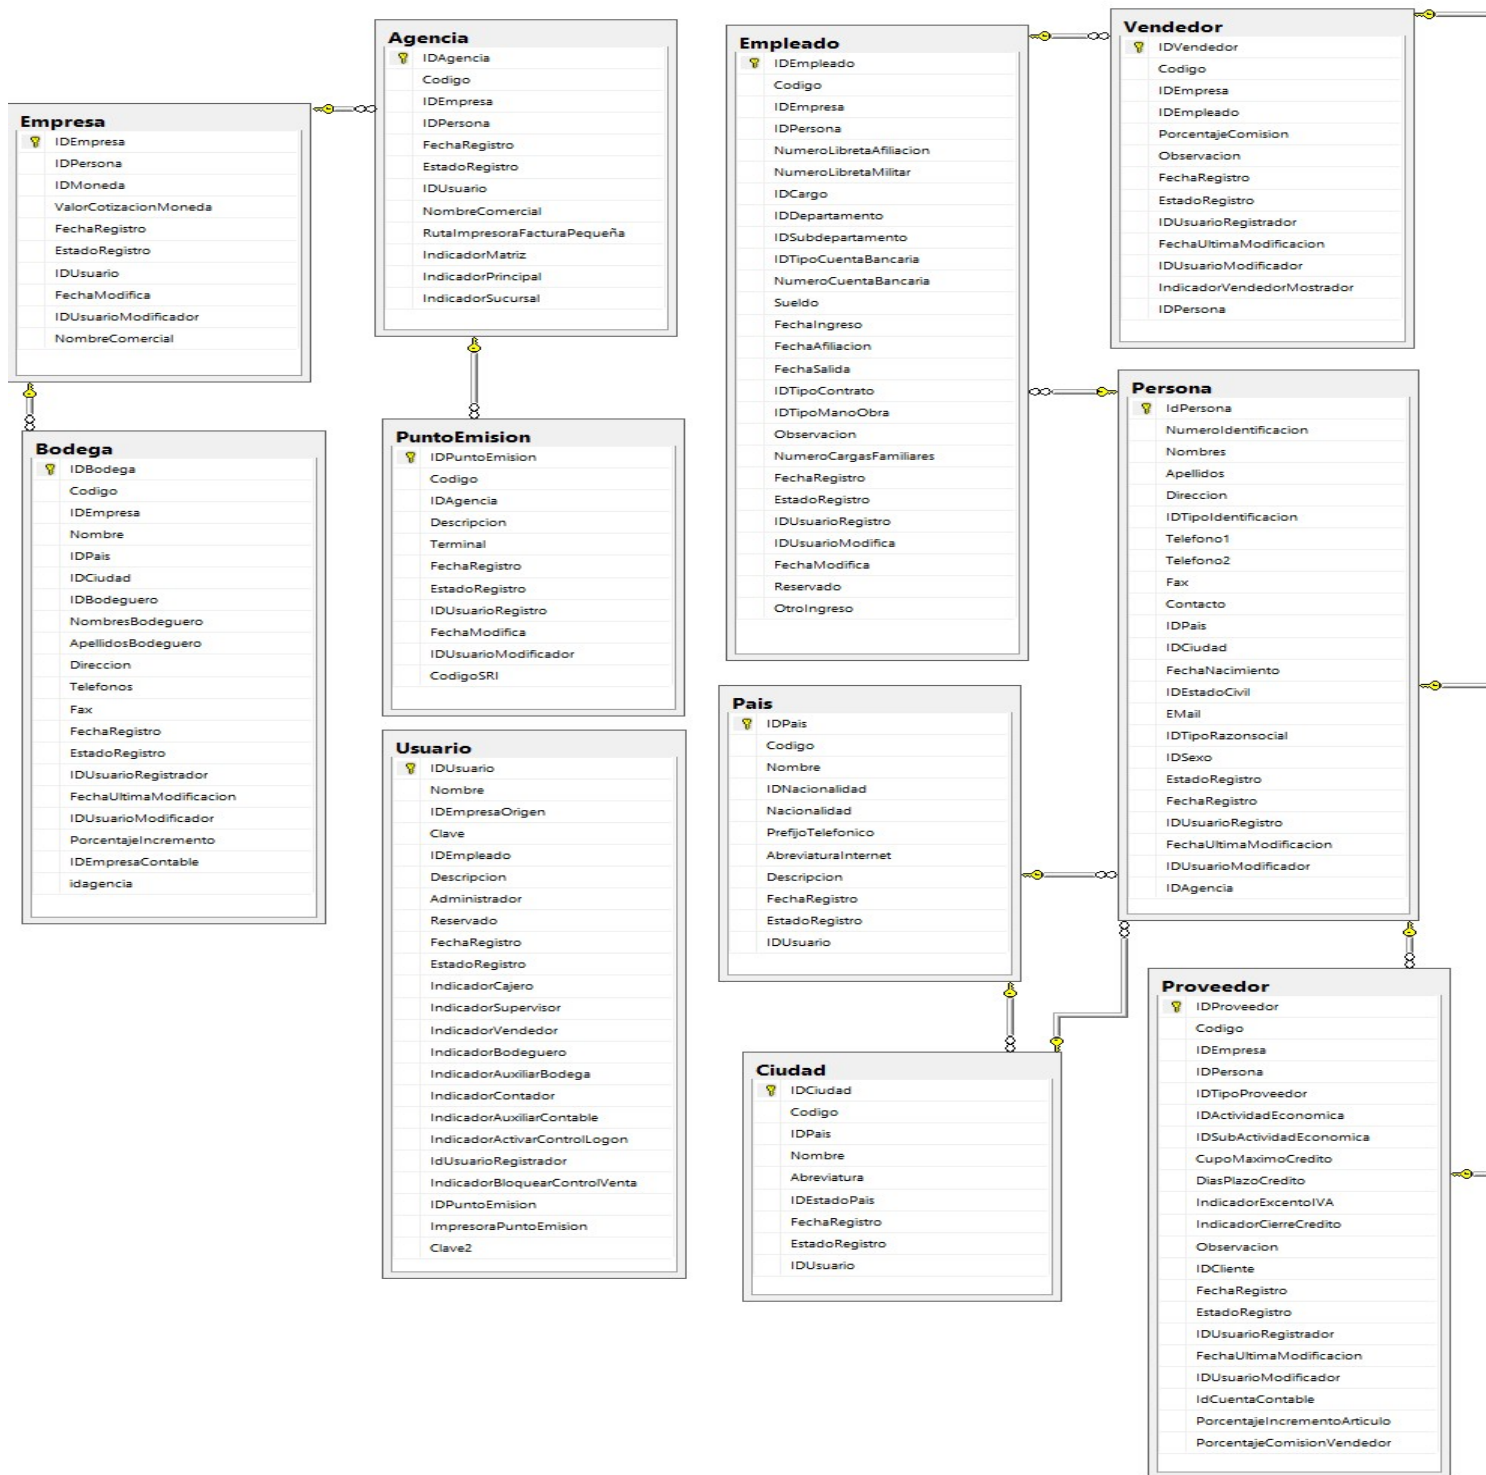 Empresa
IDEmpresa
IDPersona
IDMoneda
ValorCotizacionMoneda
FechaRegistro
EstadoRegistro
IDUsuario
FechaModifica
IDUsuarioModificador
NombreComercial
Bodega
IDBodega
Codigo
IDEmpresa
Nombre
IDPais
IDCiudad
IDBodeguero
NombresBodeguero
ApellidosBodeguero
Direccion
Telefonos
Fax
FechaRegistro
EstadoRegistro
IDUsuarioRegistrador
FechaUltimaModificacion
IDUsuarioModificador
PorcentajeIncremento
IDEmpresaContable
idagencia
Agencia
IDAgencia
Codigo
IDEmpresa
IDPersona
FechaRegistro
EstadoRegistro
IDUsuario
NombreComercial
RutaImpresoraFacturaPequeña
IndicadorMatriz
IndicadorPrincipal
IndicadorSucursal
PuntoEmision
IDPuntoEmision
Codigo
IDAgencia
Descripcion
Terminal
FechaRegistro
EstadoRegistro
IDUsuarioRegistro
FechaModifica
IDUsuarioModificador
CodigoSRI
Usuario
IDUsuario
Nombre
IDEmpresaOrigen
Clave
IDEmpleado
Descripcion
Administrador
Reservado
FechaRegistro
EstadoRegistro
IndicadorCajero
IndicadorSupervisor
IndicadorVendedor
IndicadorBodeguero
IndicadorAuxiliarBodega
IndicadorContador
IndicadorAuxiliarContable
IndicadorActivarControlLogon
IdUsuarioRegistrador
IndicadorBloquearControlVenta
IDPuntoEmision
ImpresoraPuntoEmision
Clave2
Empleado
IDEmpleado
Codigo
IDEmpresa
IDPersona
NumeroLibretaAfiliacion
NumeroLibretaMilitar
IDCargo
IDDepartamento
IDSubdepartamento
IDTipoCuentaBancaria
NumeroCuentaBancaria
Sueldo
FechaIngreso
FechaAfiliacion
FechaSalida
IDTipoContrato
IDTipoManoObra
Observacion
NumeroCargasFamiliares
FechaRegistro
EstadoRegistro
IDUsuarioRegistro
IDUsuarioModifica
FechaModifica
Reservado
OtroIngreso
Pais
IDPais
Codigo
Nombre
IDNacionalidad
Nacionalidad
PrefijoTelefonico
AbreviaturaInternet
Descripcion
FechaRegistro
EstadoRegistro
IDUsuario
Ciudad
IDCiudad
Codigo
IDPais
Nombre
Abreviatura
IDEstadoPais
FechaRegistro
EstadoRegistro
IDUsuario
Vendedor
IDVendedor
Codigo
IDEmpresa
IDEmpleado
PorcentajeComision
Observacion
FechaRegistro
EstadoRegistro
IDUsuarioRegistrador
FechaUltimaModificacion
IDUsuarioModificador
IndicadorVendedorMostrador
IDPersona
Persona
IdPersona
NumeroIdentificacion
Nombres
Apellidos
Direccion
IDTipoIdentificacion
Telefono1
Telefono2
Fax
Contacto
IDPais
IDCiudad
FechaNacimiento
IDEstadoCivil
EMail
IDTipoRazonsocial
IDSexo
EstadoRegistro
FechaRegistro
IDUsuarioRegistro
FechaUltimaModificacion
IDUsuarioModificador
IDAgencia
Proveedor
IDProveedor
Codigo
IDEmpresa
IDPersona
IDTipoProveedor
IDActividadEconomica
IDSubActividadEconomica
CupoMaximoCredito
DiasPlazoCredito
IndicadorExcentoIVA
IndicadorCierreCredito
Observacion
IDCliente
FechaRegistro
EstadoRegistro
IDUsuarioRegistrador
FechaUltimaModificacion
IDUsuarioModificador
IdCuentaContable
PorcentajeIncrementoArticulo
PorcentajeComisionVendedor